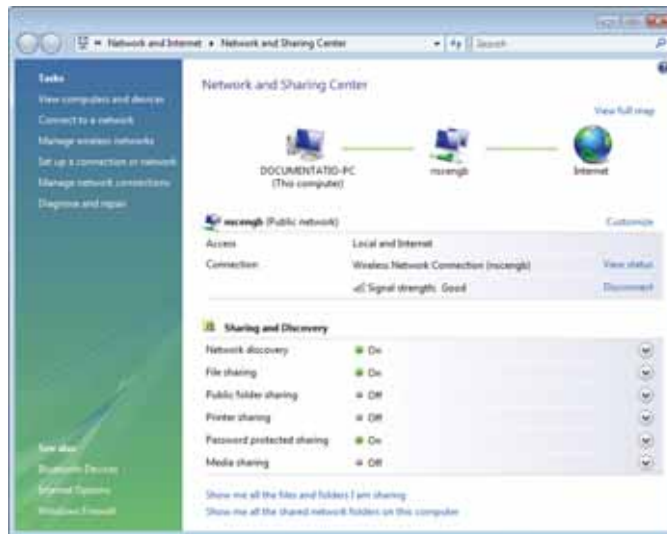 Network and Internet ▸ Network and Sharing Center
Search
Tasks
View computers and devices
Connect to a network
Manage wireless networks
Set up a connection or network
Manage network connections
Diagnose and repair
See also
Bluetooth Devices
Internet Options
Windows Firewall
Network and Sharing Center
View full map
DOCUMENTATIO-PC
(This computer)
nscengb
Internet
nscengb (Public network)
Customize
Access Local and Internet
Connection Wireless Network Connection (nscengb) View status
Signal strength: Good Disconnect
Sharing and Discovery
Network discovery On
File sharing On
Public folder sharing Off
Printer sharing Off
Password protected sharing On
Media sharing Off
Show me all the files and folders I am sharing
Show me all the shared network folders on this computer